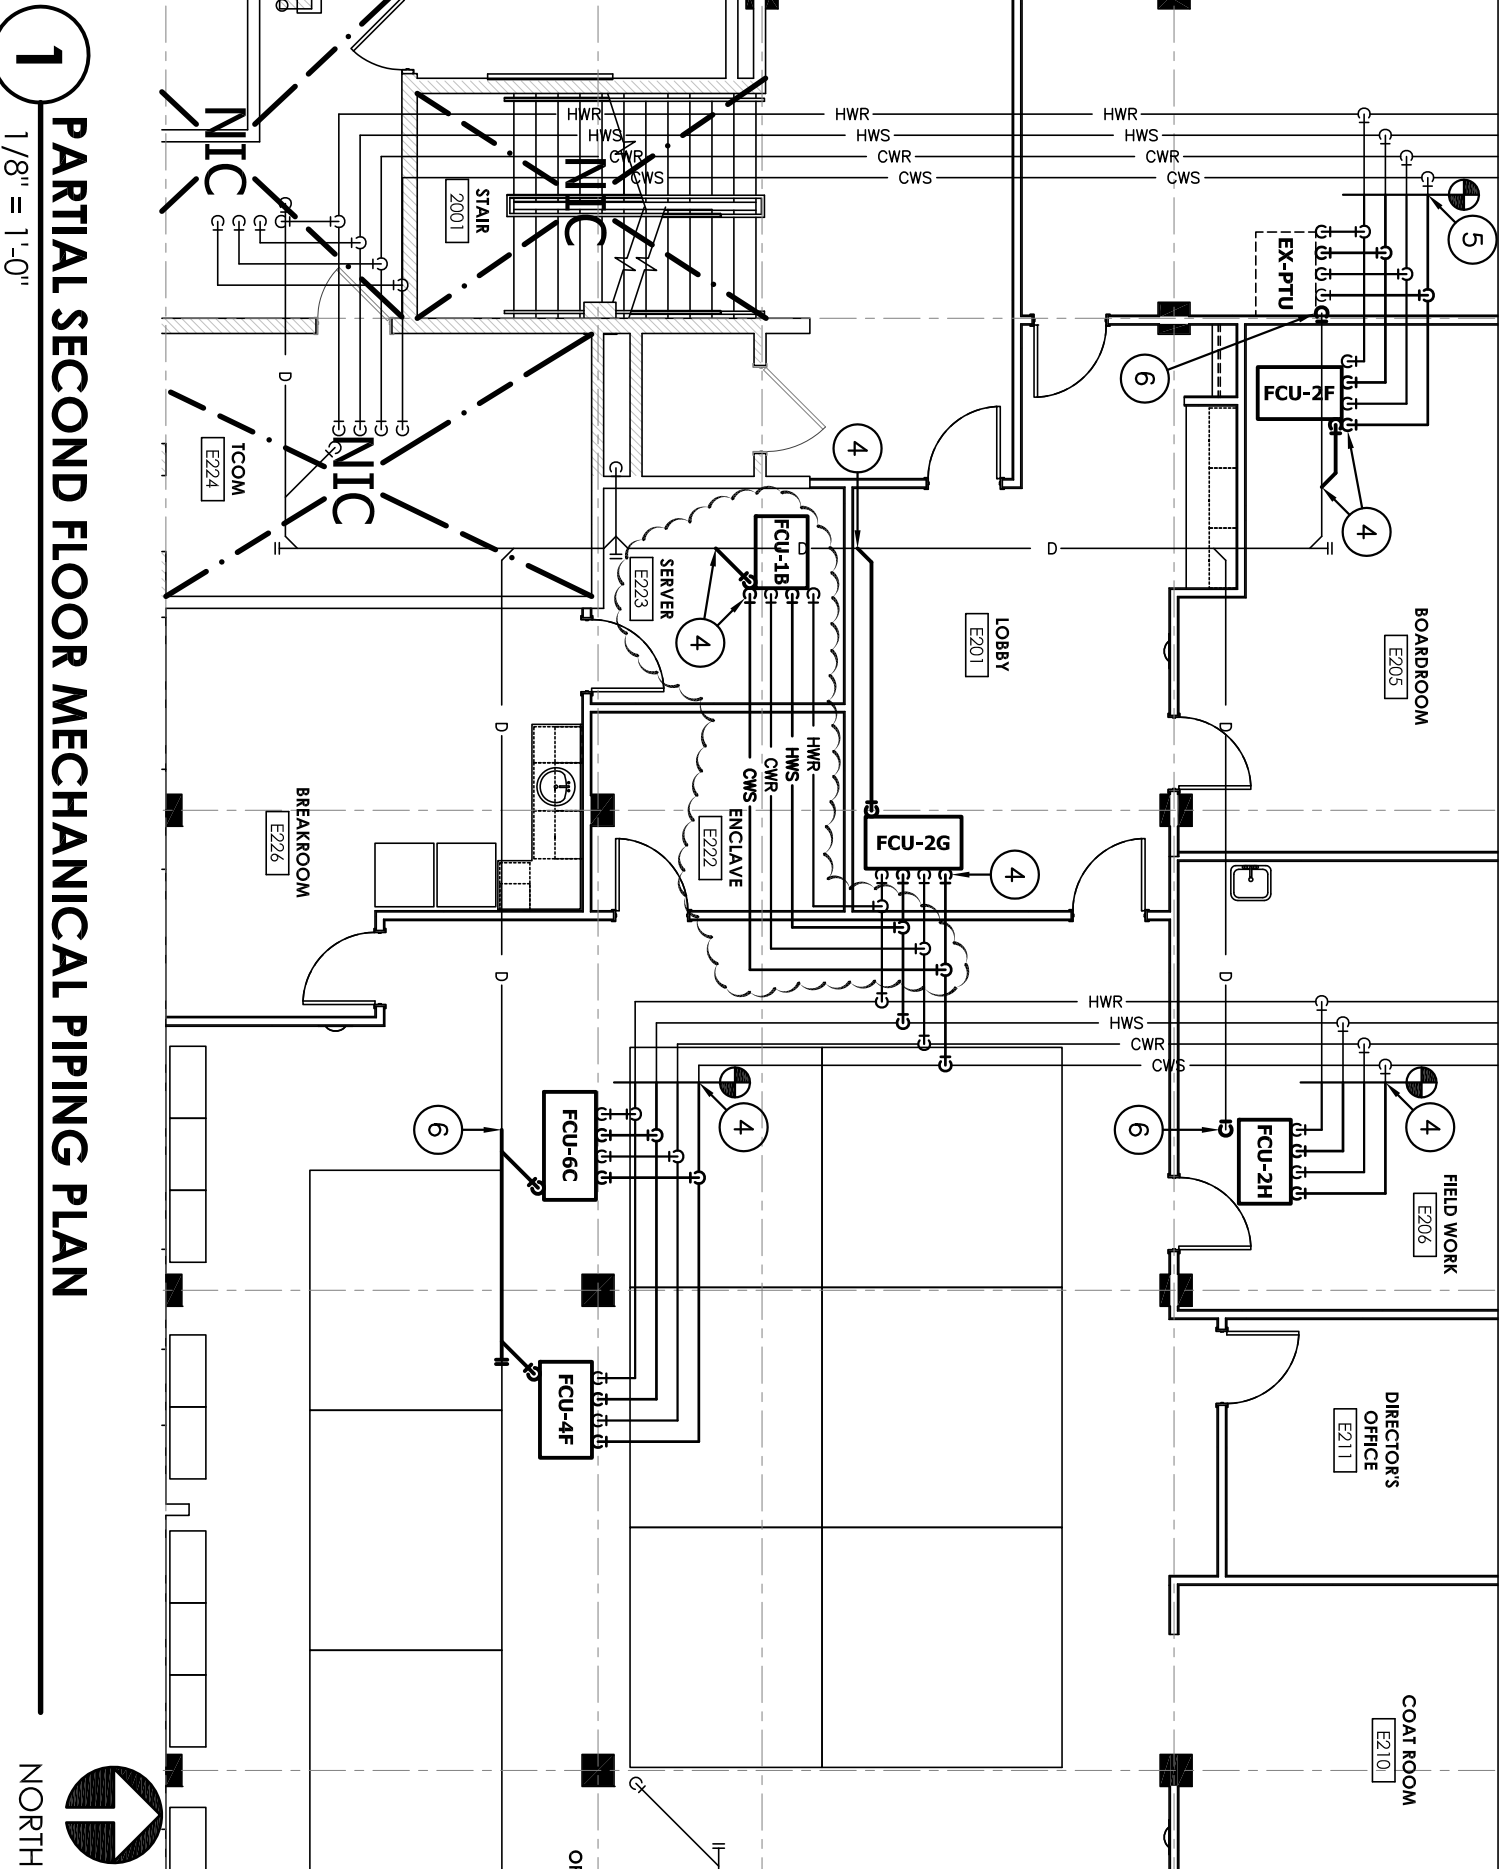 1
PARTIAL SECOND FLOOR MECHANICAL PIPING PLAN
1/8" = 1'-0"
NORTH
NIC
NIC
NIC
STAIR
2001
TCOM
E224
SERVER
E223
LOBBY
E201
BOARDROOM
E205
BREAKROOM
E226
ENCLAVE
E222
FIELD WORK
E206
DIRECTOR'S
OFFICE
E211
COAT ROOM
E210
HWR
HWR
HWR
HWS
HWS
HWS
CWR
CWR
CWR
CWS
CWS
CWS
EX-PTU
5
6
FCU-2F
4
4
FCU-1B
4
HWR
HWS
CWR
CWS
FCU-2G
4
HWR
HWS
CWR
CWS
FCU-6C
4
6
FCU-4F
FCU-2H
4
6
D
D
D
D
D
D
D